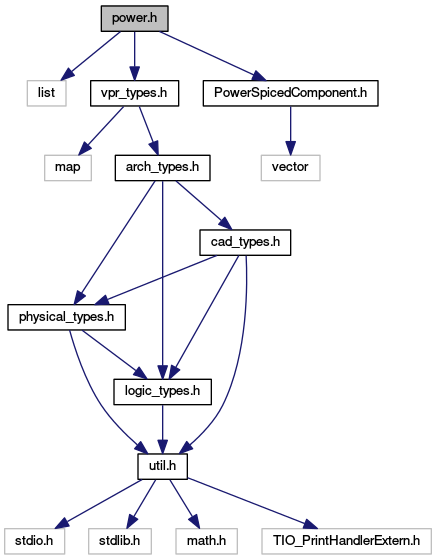 power.h
list
vpr_types.h
PowerSpicedComponent.h
map
arch_types.h
vector
cad_types.h
physical_types.h
logic_types.h
util.h
stdio.h
stdlib.h
math.h
TIO_PrintHandlerExtern.h